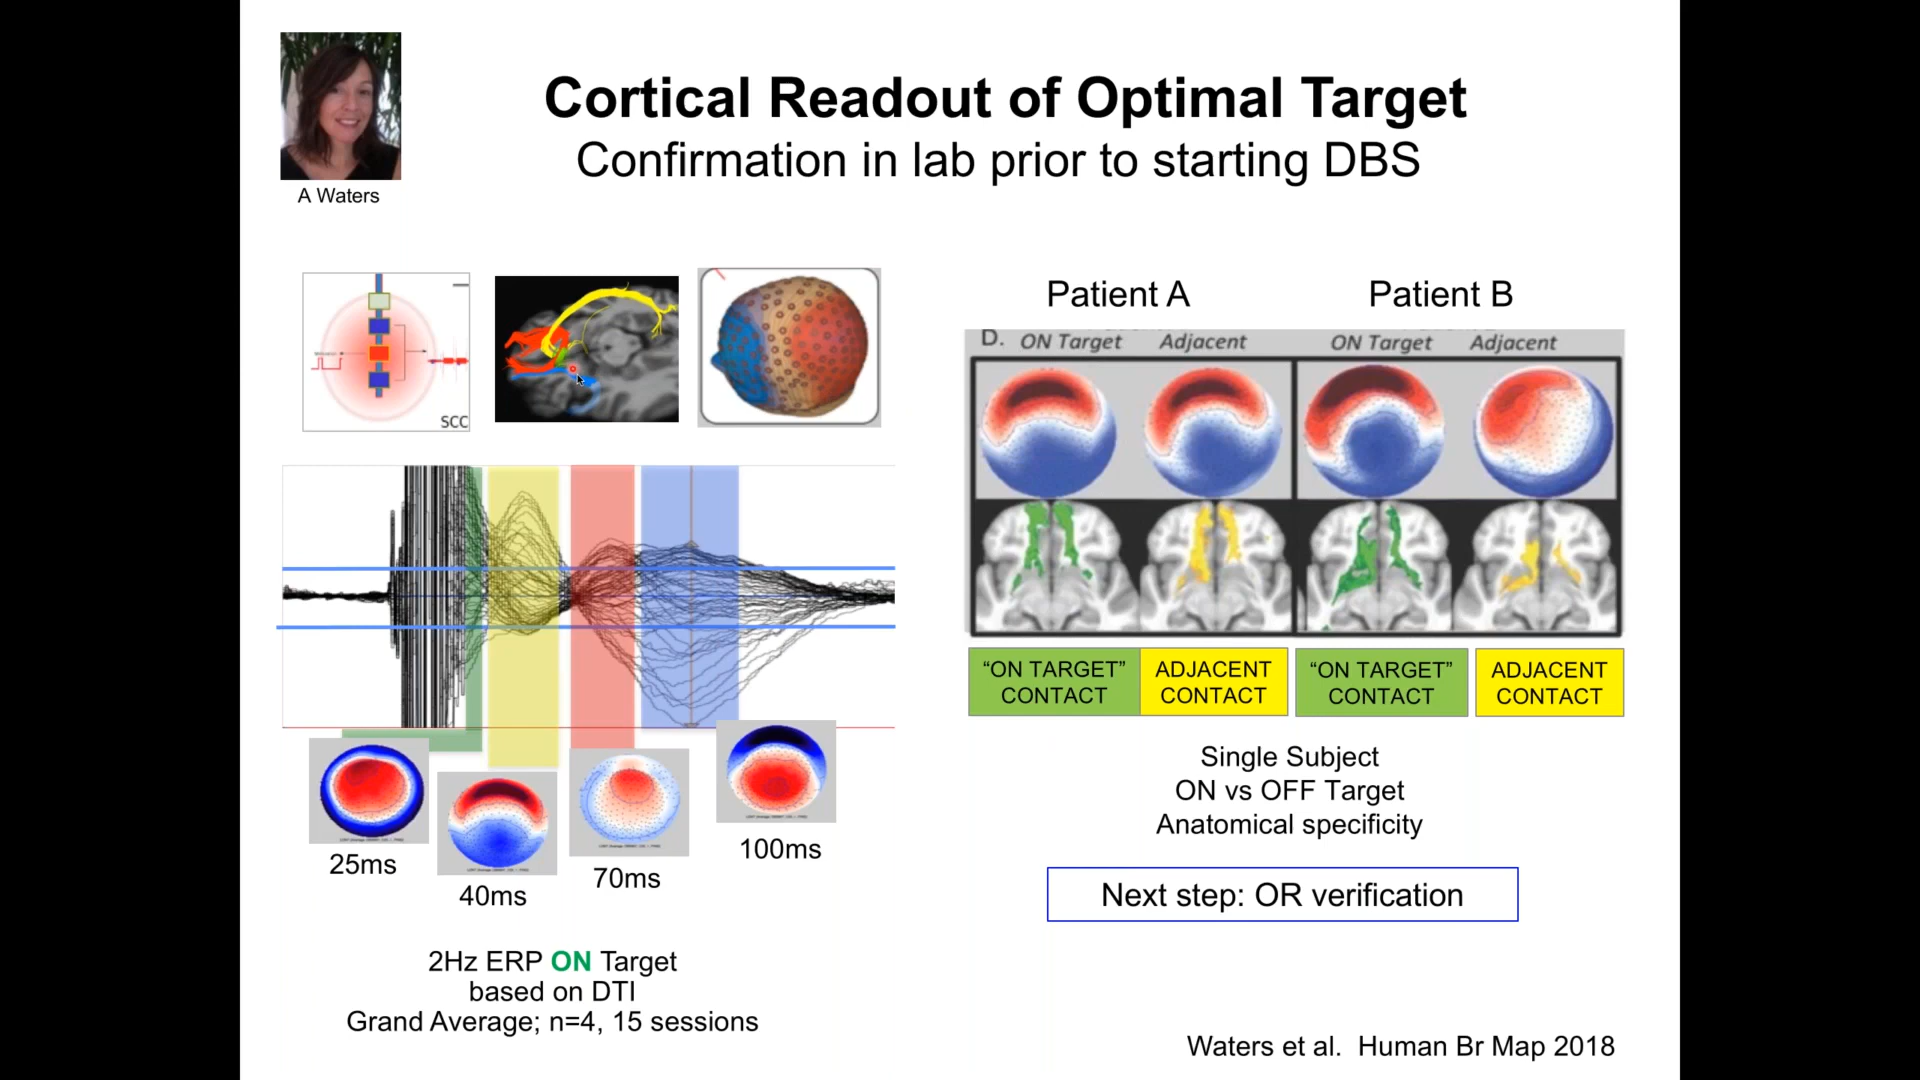 Cortical Readout of Optimal Target
Confirmation in lab prior to starting DBS
A Waters
SCC
Patient A
Patient B
D. ON Target Adjacent ON Target Adjacent
"ON TARGET"
CONTACT
ADJACENT
CONTACT
"ON TARGET"
CONTACT
ADJACENT
CONTACT
25ms
40ms
70ms
100ms
Single Subject
ON vs OFF Target
Anatomical specificity
Next step: OR verification
2Hz ERP ON Target
based on DTI
Grand Average; n=4, 15 sessions
Waters et al. Human Br Map 2018